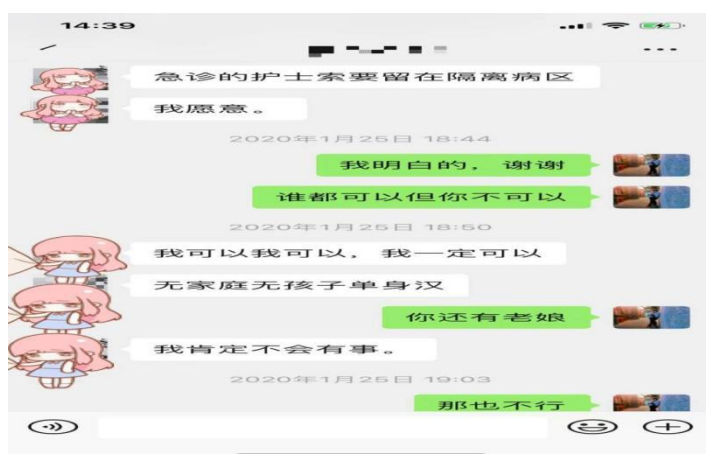 14:39
急诊的护士索要留在隔离病区
我愿意。
2020年1月25日 18:44
我明白的，谢谢
谁都可以但你不可以
2020年1月25日 18:50
我可以我可以，我一定可以
无家庭无孩子单身汉
你还有老娘
我肯定不会有事。
2020年1月25日 19:03
那也不行